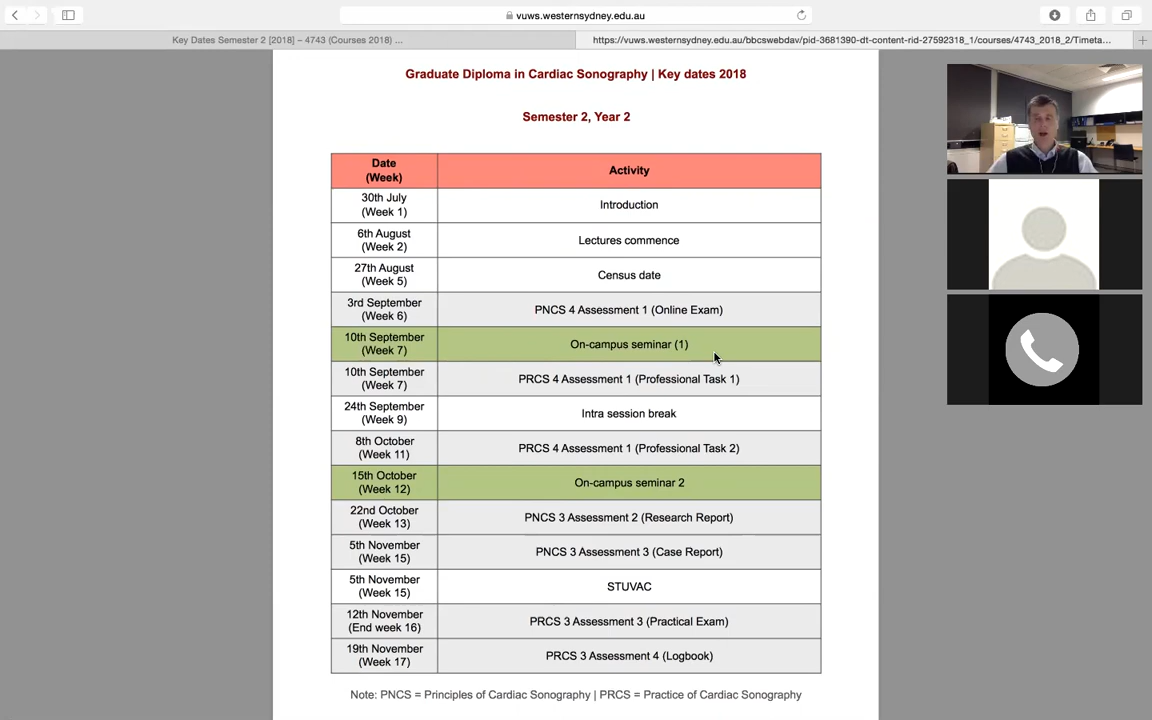 vuws.westernsydney.edu.au
Key Dates Semester 2 [2018] – 4743 (Courses 2018) ...
https://vuws.westernsydney.edu.au/bbcswebdav/pid-3681390-dt-content-rid-27592318_1/courses/4743_2018_2/Timeta...
Graduate Diploma in Cardiac Sonography | Key dates 2018
Semester 2, Year 2
Date
(Week)
Activity
30th July
(Week 1)
Introduction
6th August
(Week 2)
Lectures commence
27th August
(Week 5)
Census date
3rd September
(Week 6)
PNCS 4 Assessment 1 (Online Exam)
10th September
(Week 7)
On-campus seminar (1)
10th September
(Week 7)
PRCS 4 Assessment 1 (Professional Task 1)
24th September
(Week 9)
Intra session break
8th October
(Week 11)
PRCS 4 Assessment 1 (Professional Task 2)
15th October
(Week 12)
On-campus seminar 2
22nd October
(Week 13)
PNCS 3 Assessment 2 (Research Report)
5th November
(Week 15)
PNCS 3 Assessment 3 (Case Report)
5th November
(Week 15)
STUVAC
12th November
(End week 16)
PRCS 3 Assessment 3 (Practical Exam)
19th November
(Week 17)
PRCS 3 Assessment 4 (Logbook)
Note: PNCS = Principles of Cardiac Sonography | PRCS = Practice of Cardiac Sonography